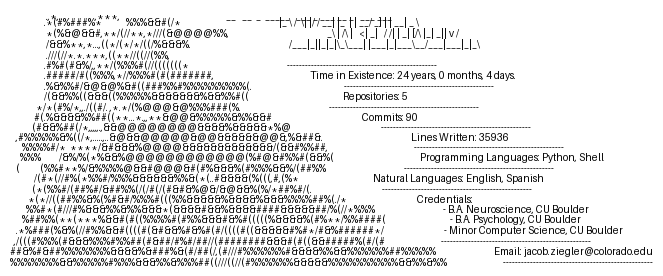 Time in Existence: 24 years, 0 months, 4 days.
Repositories: 5
Commits: 90
Lines Written: 35936
Programming Languages: Python, Shell
Natural Languages: English, Spanish
Credentials:
- B.A. Neuroscience, CU Boulder
- B.A. Psychology, CU Boulder
- Minor Computer Science, CU Boulder
Email: jacob.ziegler@colorado.edu